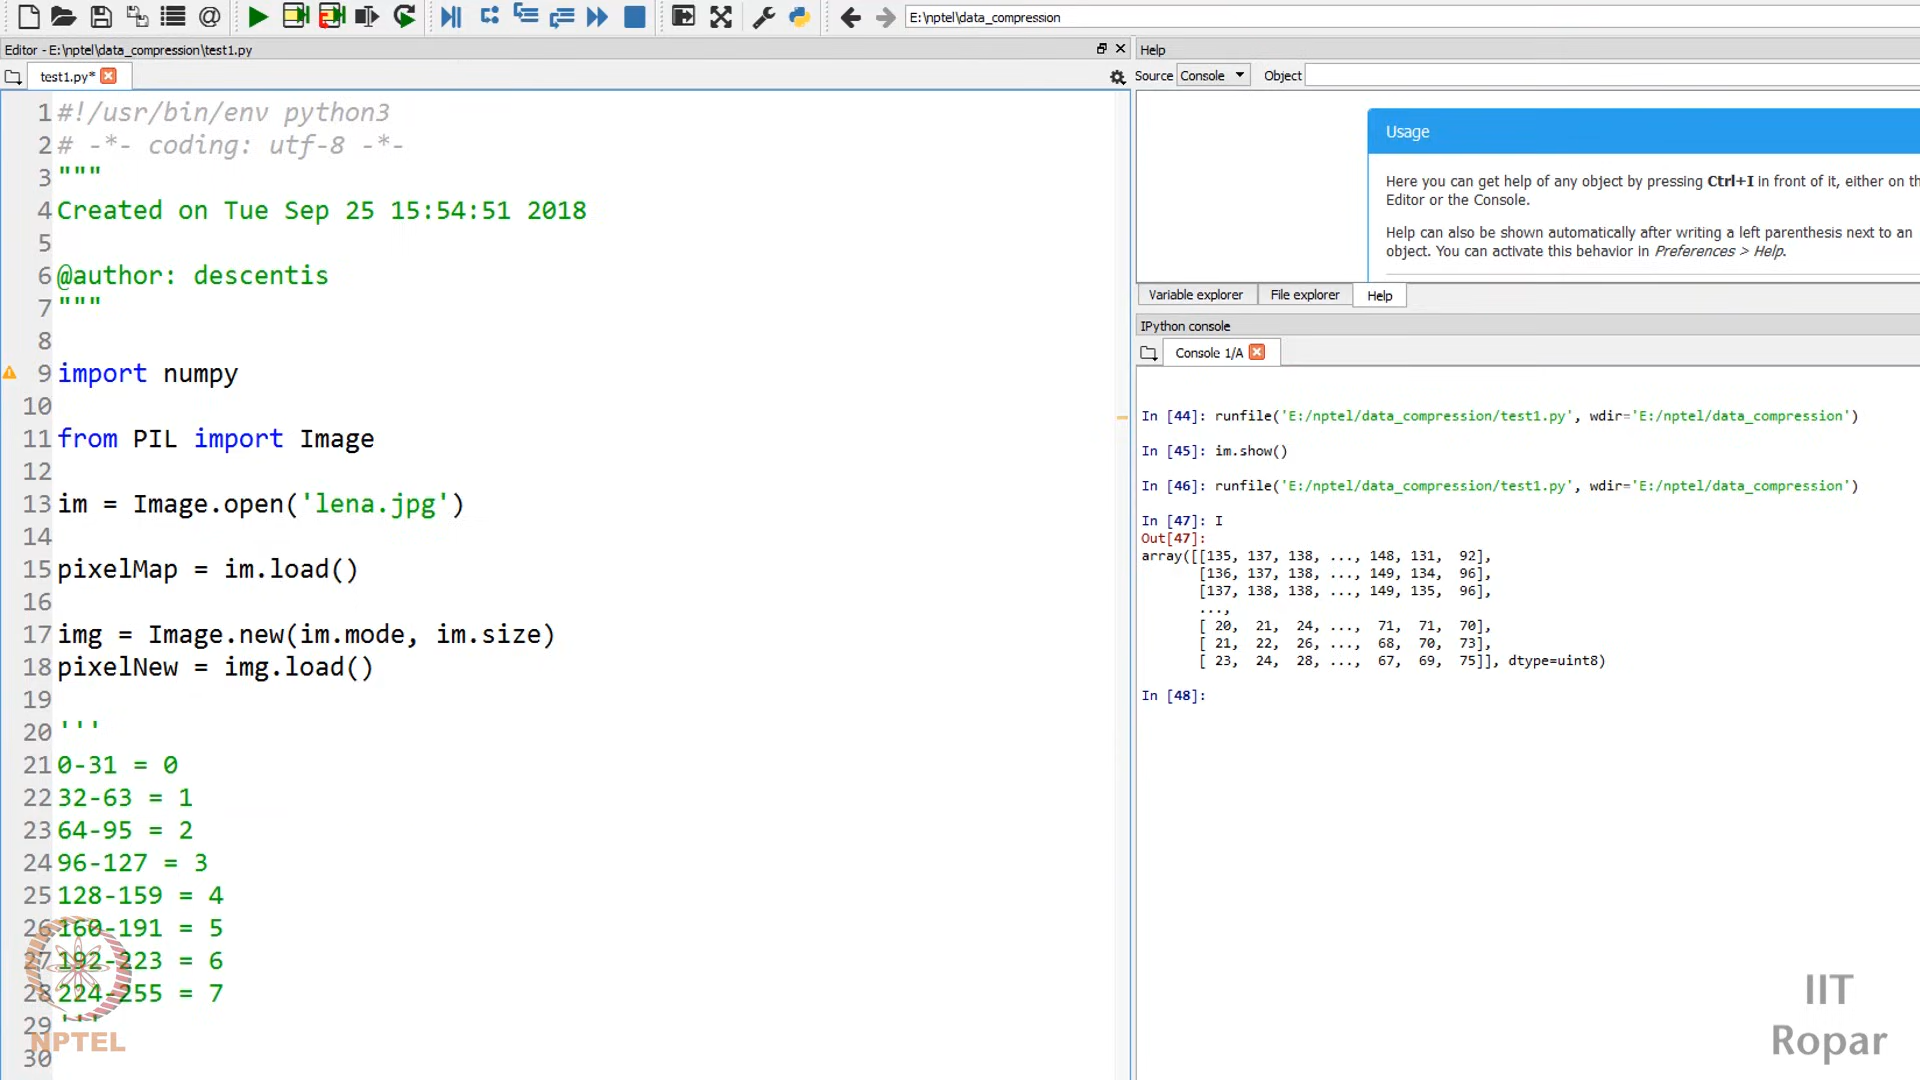 E:\nptel\data_compression
Editor - E:\nptel\data_compression\test1.py
test1.py*
1 #!/usr/bin/env python3
2 # -*- coding: utf-8 -*-
3 """
4 Created on Tue Sep 25 15:54:51 2018
5
6 @author: descentis
7 """
8
9 import numpy
10
11 from PIL import Image
12
13 im = Image.open('lena.jpg')
14
15 pixelMap = im.load()
16
17 img = Image.new(im.mode, im.size)
18 pixelNew = img.load()
19
20 '''
21 0-31 = 0
22 32-63 = 1
23 64-95 = 2
24 96-127 = 3
25 128-159 = 4
26 160-191 = 5
27 192-223 = 6
28 224-255 = 7
29 '''
30
NPTEL
Help
Source Console Object
Usage
Here you can get help of any object by pressing Ctrl+I in front of it, either on th
Editor or the Console.
Help can also be shown automatically after writing a left parenthesis next to an
object. You can activate this behavior in Preferences > Help.
Variable explorer File explorer Help
IPython console
Console 1/A
In [44]: runfile('E:/nptel/data_compression/test1.py', wdir='E:/nptel/data_compression')
In [45]: im.show()
In [46]: runfile('E:/nptel/data_compression/test1.py', wdir='E:/nptel/data_compression')
In [47]: I
Out[47]:
array([[135, 137, 138, ..., 148, 131, 92],
[136, 137, 138, ..., 149, 134, 96],
[137, 138, 138, ..., 149, 135, 96],
...,
[ 20, 21, 24, ..., 71, 71, 70],
[ 21, 22, 26, ..., 68, 70, 73],
[ 23, 24, 28, ..., 67, 69, 75]], dtype=uint8)
In [48]:
IIT
Ropar